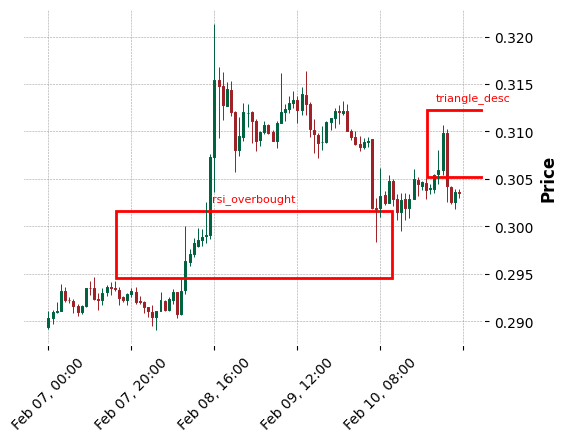 0.320
0.315
triangle_desc
0.310
0.305
Price
rsi_overbought
0.300
0.295
0.290
Feb 07, 00:00
Feb 07, 20:00
Feb 08, 16:00
Feb 09, 12:00
Feb 10, 08:00